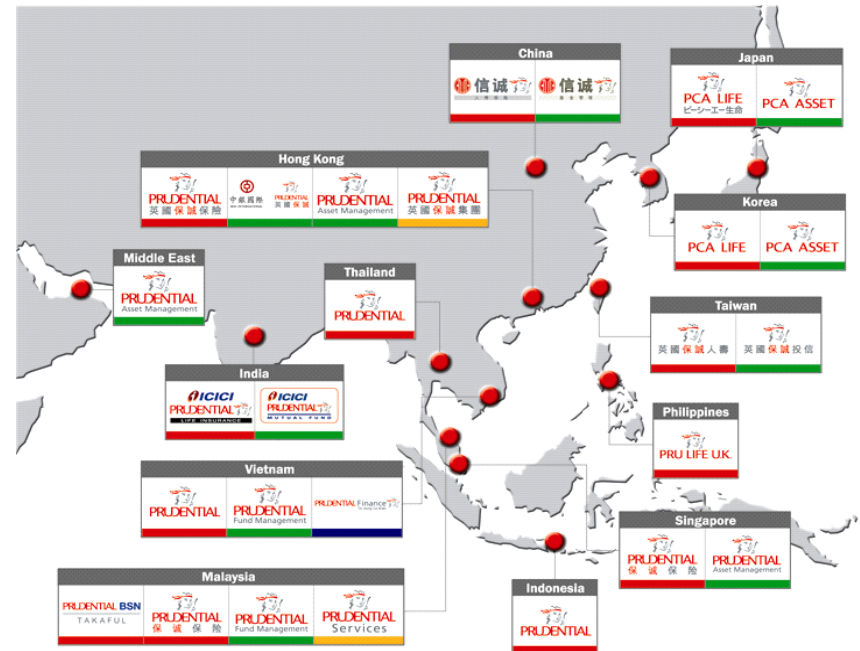 China
信诚
信诚
Japan
PCA LIFE
ピーシーエー生命
PCA ASSET
Hong Kong
PRUDENTIAL
英國保誠保險
中銀國際
PRUDENTIAL
英國保誠
PRUDENTIAL
Asset Management
PRUDENTIAL
英國保誠集團
Korea
PCA LIFE
PCA ASSET
Middle East
PRUDENTIAL
Asset Management
Thailand
PRUDENTIAL
Taiwan
英國保誠人壽
英國保誠投信
India
ICICI
PRUDENTIAL
LIFE INSURANCE
ICICI
PRUDENTIAL
MUTUAL FUND
Philippines
PRU LIFE U.K.
Vietnam
PRUDENTIAL
PRUDENTIAL
Fund Management
PRUDENTIAL Finance
Singapore
PRUDENTIAL
保誠保險
PRUDENTIAL
Asset Management
Malaysia
PRUDENTIAL BSN
TAKAFUL
PRUDENTIAL
保誠保險
PRUDENTIAL
Fund Management
PRUDENTIAL
Services
Indonesia
PRUDENTIAL